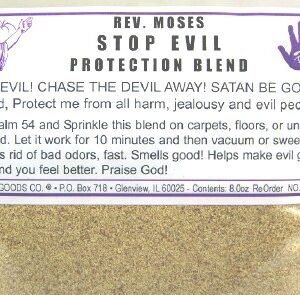 REV. MOSES
STOP EVIL
PROTECTION BLEND
EVIL! CHASE THE DEVIL AWAY! SATAN BE GO
d, Protect me from all harm, jealousy and evil peo
alm 54 and Sprinkle this blend on carpets, floors, or un
d. Let it work for 10 minutes and then vacuum or swee
s rid of bad odors, fast. Smells good! Helps make evil g
nd you feel better. Praise God!
GOODS CO. ® • P.O. Box 718 • Glenview, IL 60025 - Contents: 8.0oz ReOrder NO.